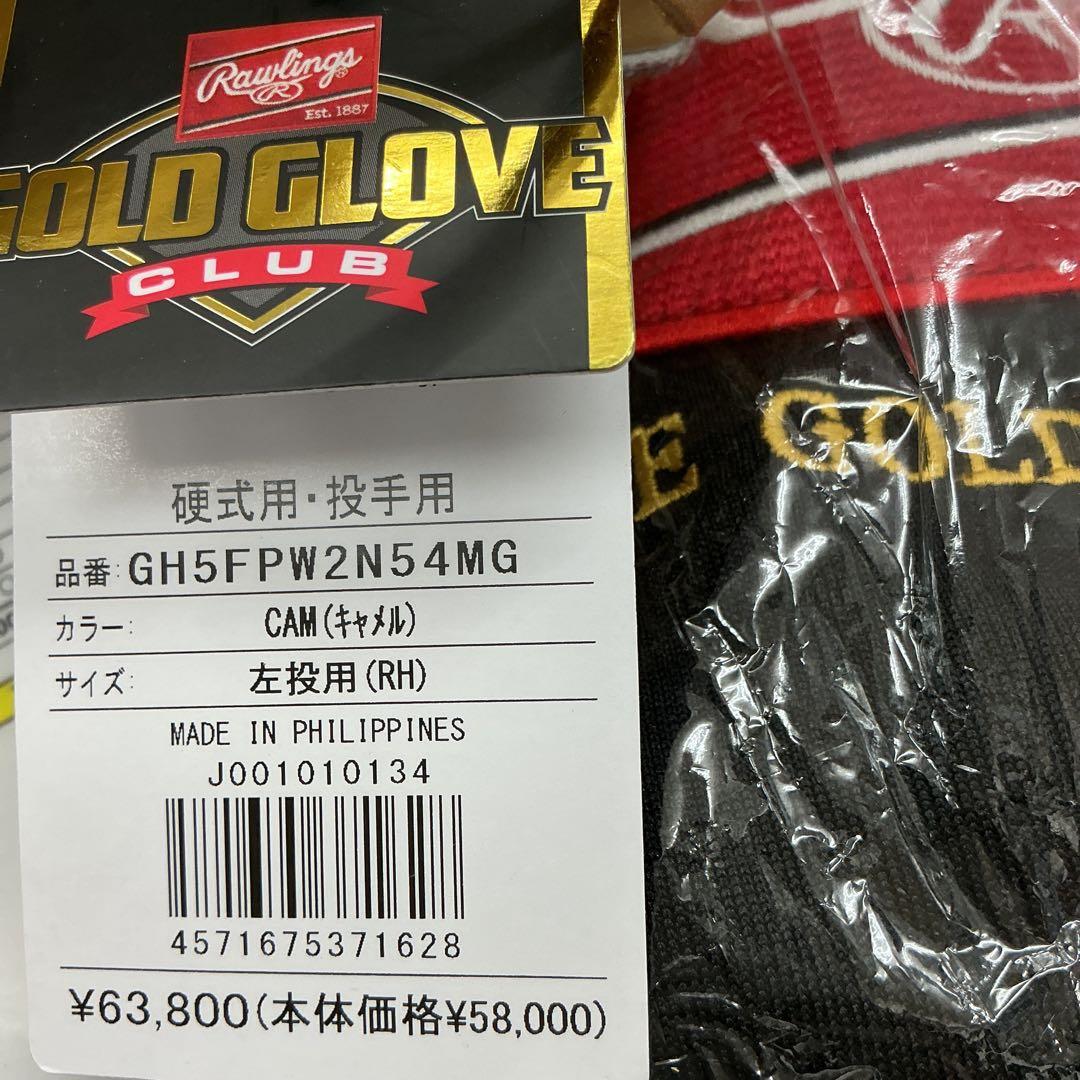 Rawlings
R
Est. 1887
GOLD GLOVE
CLUB
E GOLD
硬式用・投手用
品番:GH5FPW2N54MG
カラー: CAM(キャメル)
サイズ: 左投用(RH)
MADE IN PHILIPPINES
J001010134
4571675371628
¥63,800(本体価格¥58,000)